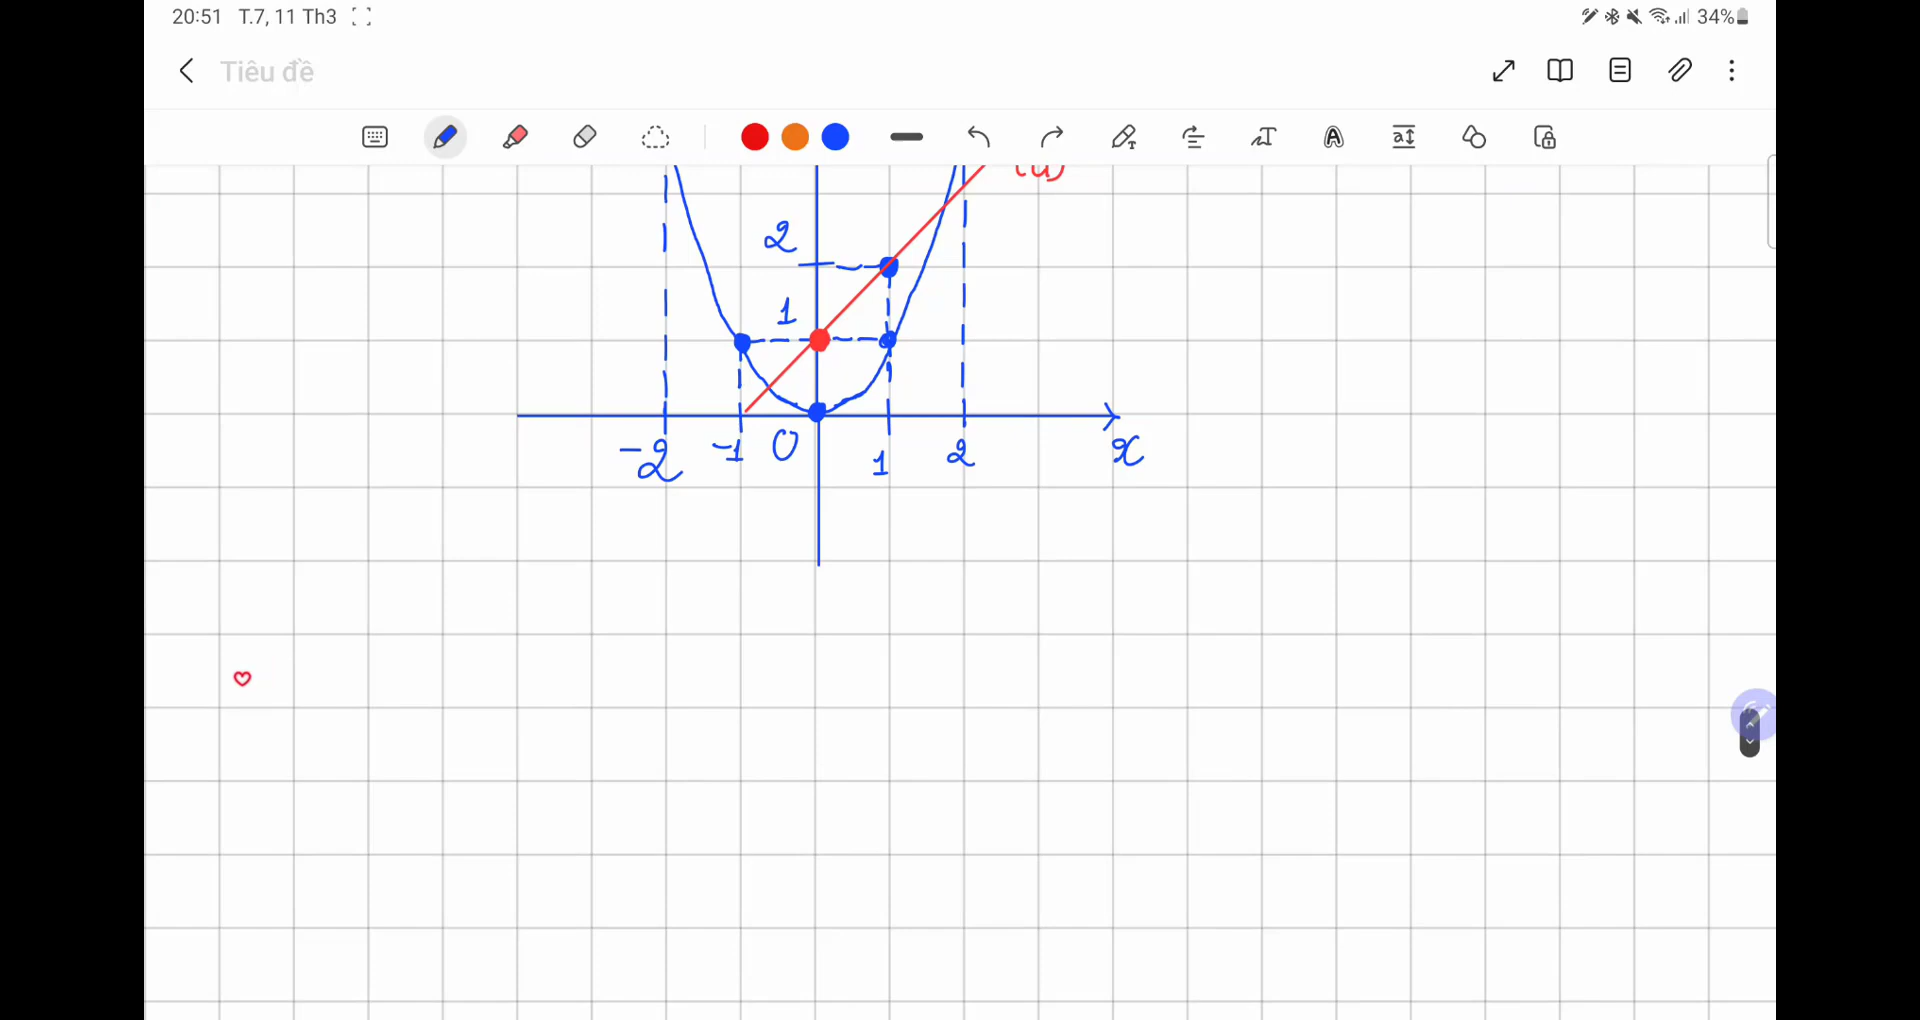 20:51 T.7, 11 Th3 34%
Tiêu đề
2
1
-2 -1 O 1 2 x